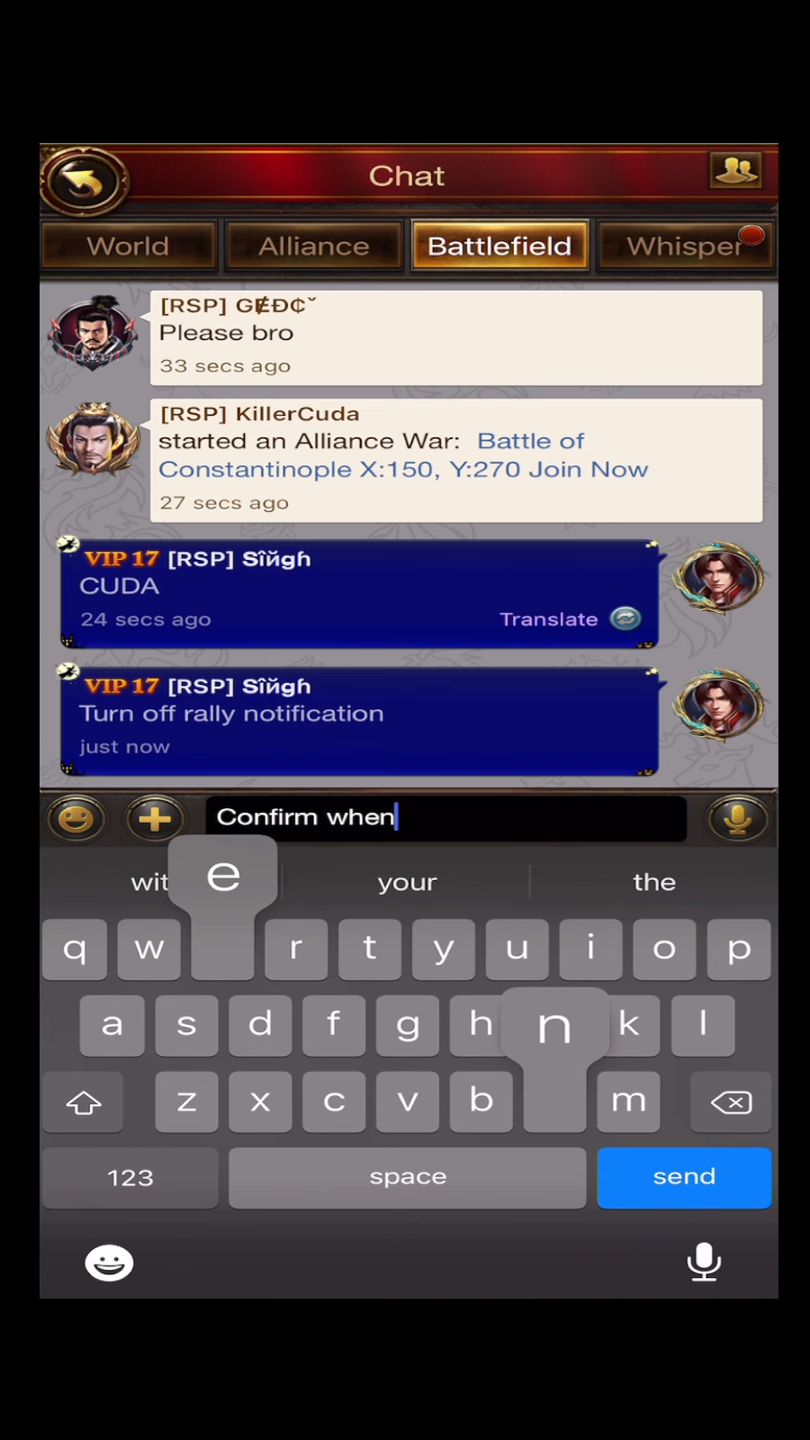 Chat
World
Alliance
Battlefield
Whisper
[RSP] GɆĐ₵ˇ
Please bro
33 secs ago
[RSP] KillerCuda
started an Alliance War: Battle of
Constantinople X:150, Y:270 Join Now
27 secs ago
VIP 17 [RSP] Sîйgɦ
CUDA
24 secs ago Translate
VIP 17 [RSP] Sîйgɦ
Turn off rally notification
just now
Confirm when
wit your the
e
q w r t y u i o p
a s d f g h n k l
z x c v b m
123 space send